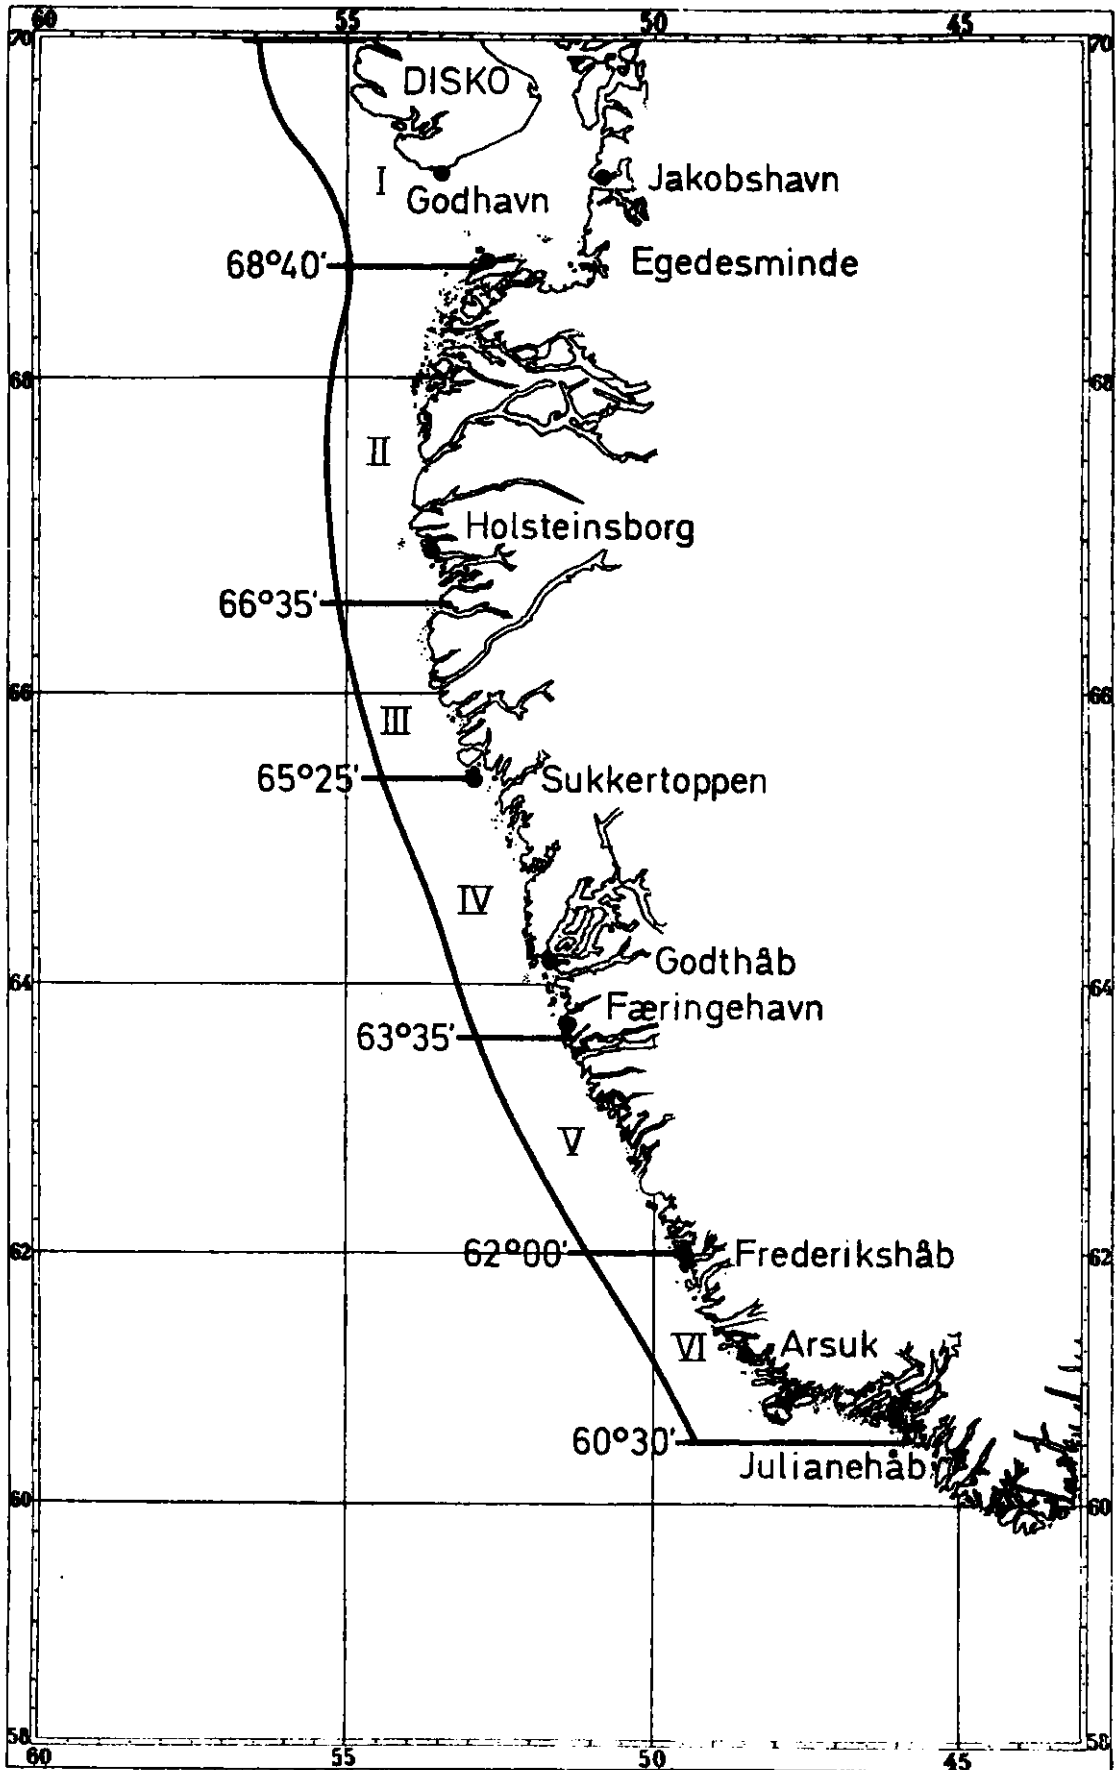 60 55 50 45
70 70
DISKO
I
Godhavn
Jakobshavn
68°40'
Egedesminde
68 68
II
Holsteinsborg
66°35'
66 66
III
65°25'
Sukkertoppen
IV
Godthåb
64 64
Færingehavn
63°35'
V
62 62°00' Frederikshåb 62
VI
Arsuk
60°30'
Julianehåb
60 60
58 58
60 55 50 45